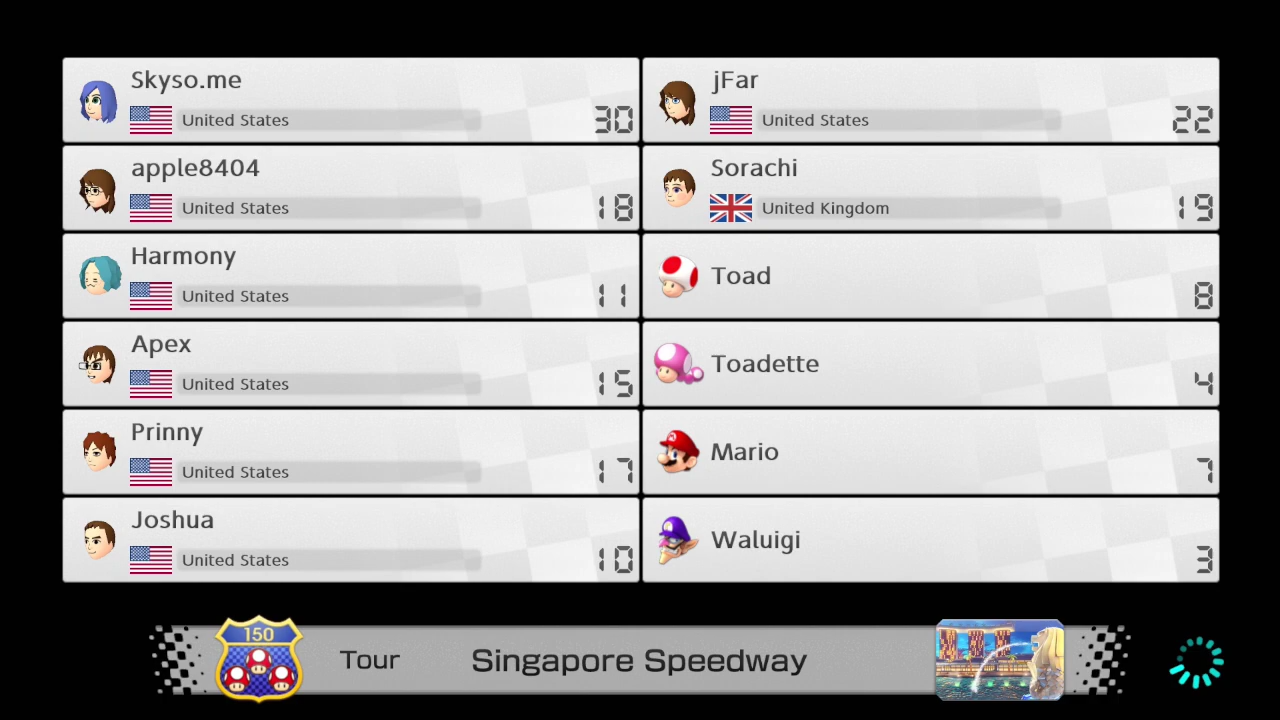 Skyso.me
United States
30
apple8404
United States
18
Harmony
United States
11
Apex
United States
15
Prinny
United States
17
Joshua
United States
10
jFar
United States
22
Sorachi
United Kingdom
19
Toad
8
Toadette
4
Mario
7
Waluigi
3
150
Tour
Singapore Speedway